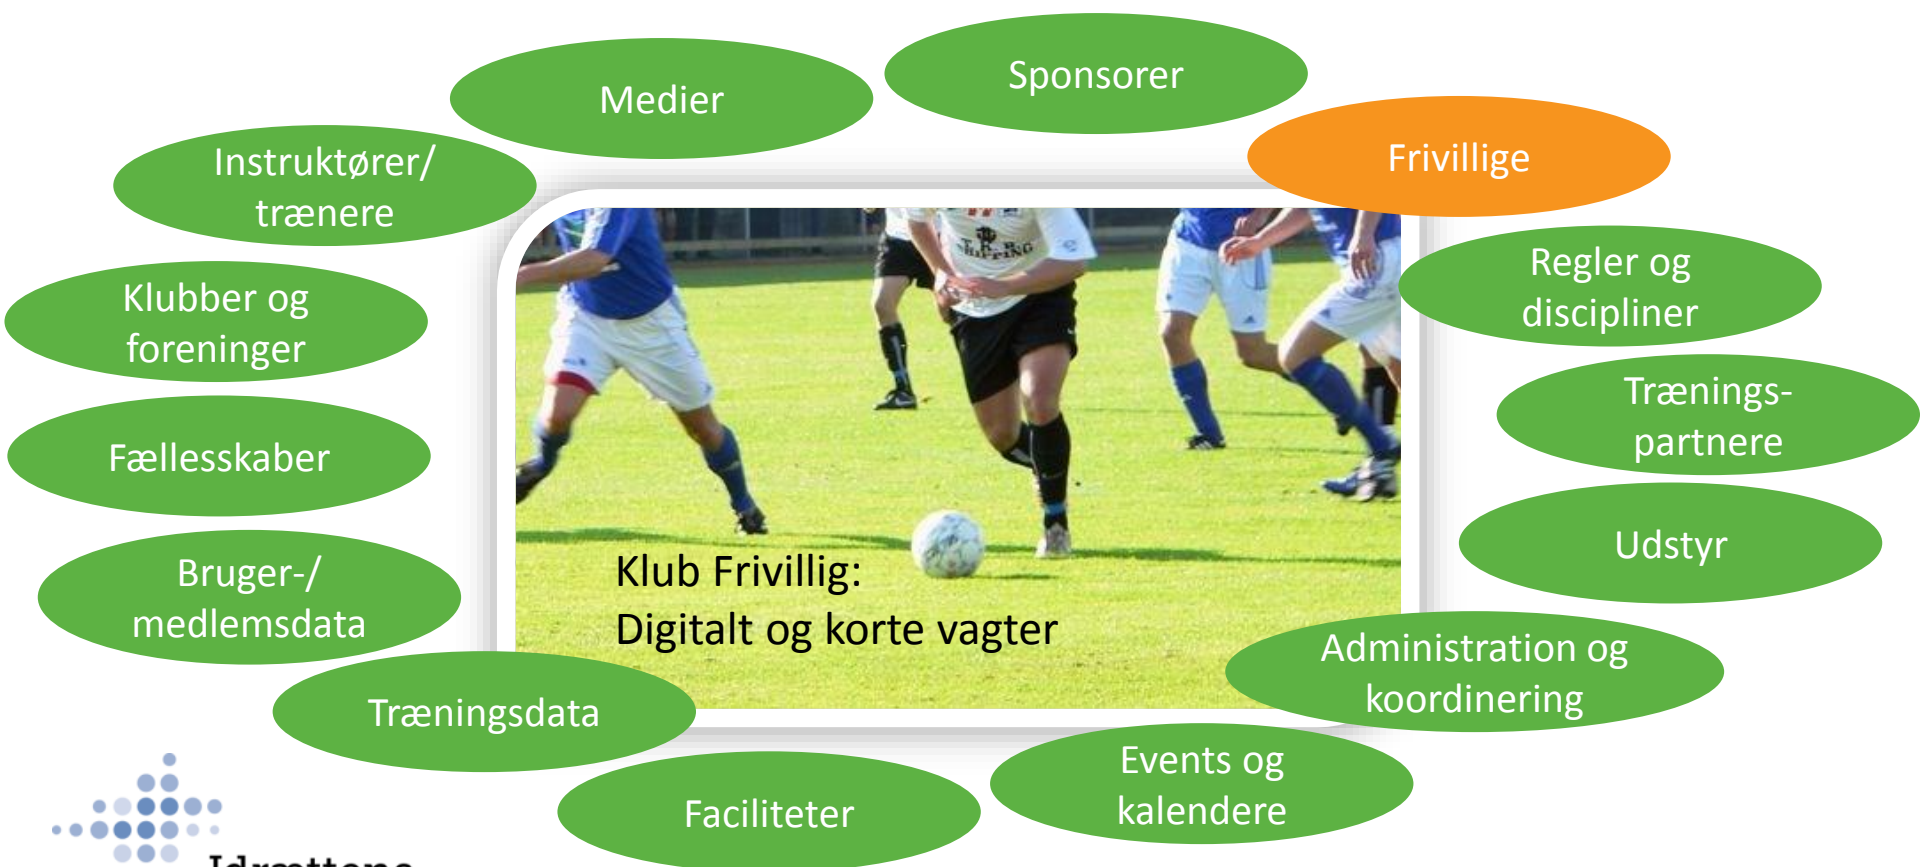 Sponsorer
Medier
Frivillige
Instruktører/
trænere
Regler og
discipliner
Klubber og
foreninger
Trænings-
partnere
Fællesskaber
Udstyr
Klub Frivillig:
Digitalt og korte vagter
Bruger-/
medlemsdata
Administration og
koordinering
Træningsdata
Events og
kalendere
Faciliteter